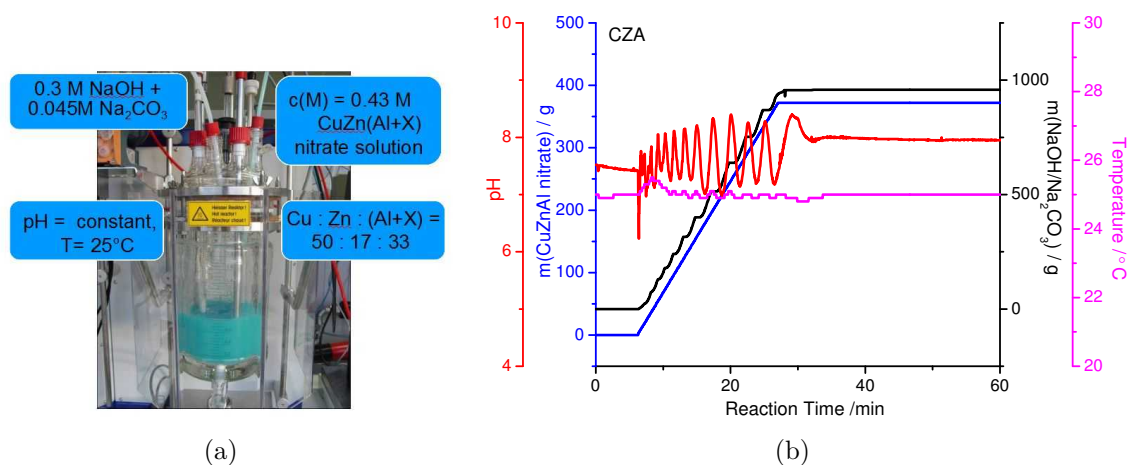 0.3 M NaOH +
0.045M Na₂CO₃
c(M) = 0.43 M
CuZn(Al+X)
nitrate solution
pH = constant,
T= 25°C
Cu : Zn : (Al+X) =
50 : 17 : 33
(a)
CZA
pH
10
8
6
4
m(CuZnAl nitrate) / g
500
400
300
200
100
0
0
20
40
60
Reaction Time /min
1000
500
0
m(NaOH/Na₂CO₃) / g
30
28
26
24
22
20
Temperature /°C
(b)